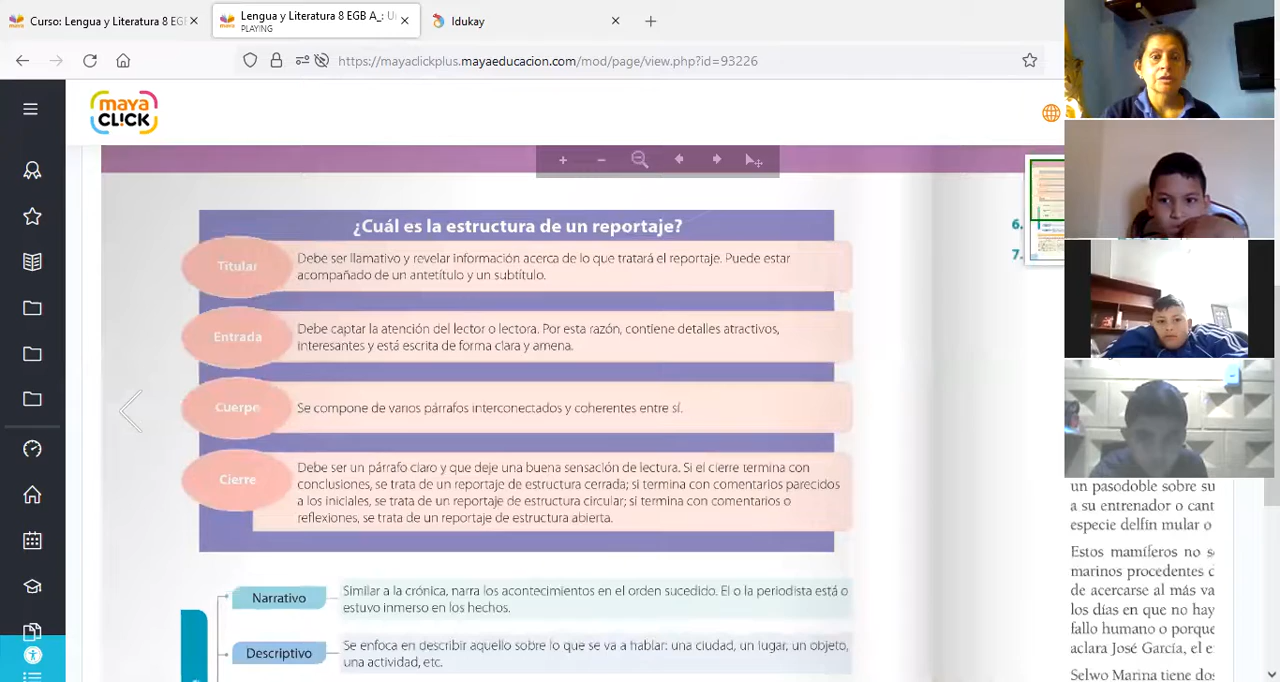 Curso: Lengua y Literatura 8 EGB
Lengua y Literatura 8 EGB A_: U
PLAYING
Idukay
https://mayaclickplus.mayaeducacion.com/mod/page/view.php?id=93226
maya
CL!CK
¿Cuál es la estructura de un reportaje?
Titular
Debe ser llamativo y revelar información acerca de lo que tratará el reportaje. Puede estar
acompañado de un antetítulo y un subtítulo.
Entrada
Debe captar la atención del lector o lectora. Por esta razón, contiene detalles atractivos,
interesantes y está escrita de forma clara y amena.
Cuerpo
Se compone de varios párrafos interconectados y coherentes entre sí.
Cierre
Debe ser un párrafo claro y que deje una buena sensación de lectura. Si el cierre termina con
conclusiones, se trata de un reportaje de estructura cerrada; si termina con comentarios parecidos
a los iniciales, se trata de un reportaje de estructura circular; si termina con comentarios o
reflexiones, se trata de un reportaje de estructura abierta.
Narrativo
Similar a la crónica, narra los acontecimientos en el orden sucedido. El o la periodista está o
estuvo inmerso en los hechos.
Descriptivo
Se enfoca en describir aquello sobre lo que se va a hablar: una ciudad, un lugar, un objeto,
una actividad, etc.
6.
7.
un pasodoble sobre su
a su entrenador o cant
especie delfín mular o
Estos mamíferos no s
marinos procedentes d
de acercarse al más va
los días en que no hay
fallo humano o porque
aclara José García, el e
Selwo Marina tiene dos